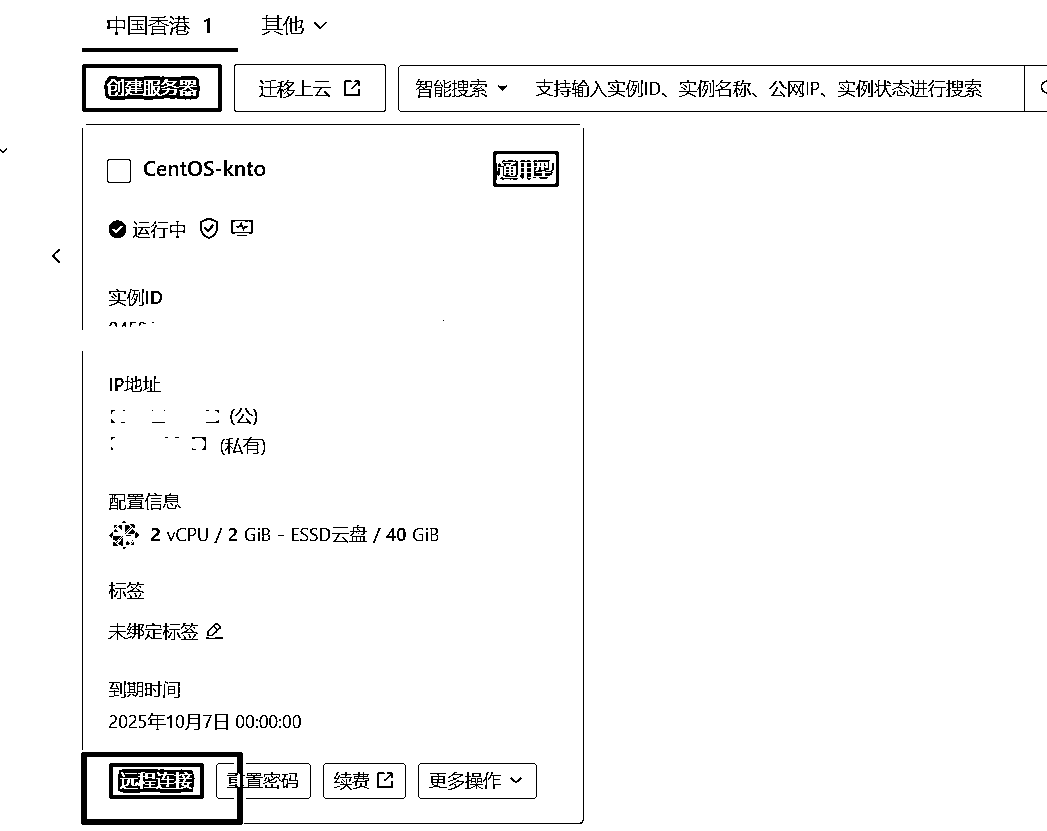 中国香港 1 其他
创建服务器 迁移上云 智能搜索 支持输入实例ID、实例名称、公网IP、实例状态进行搜索
CentOS-knto 通用型
运行中
实例ID
IP地址
(公)
(私有)
配置信息
2 vCPU / 2 GiB - ESSD云盘 / 40 GiB
标签
未绑定标签
到期时间
2025年10月7日 00:00:00
远程连接 重置密码 续费 更多操作